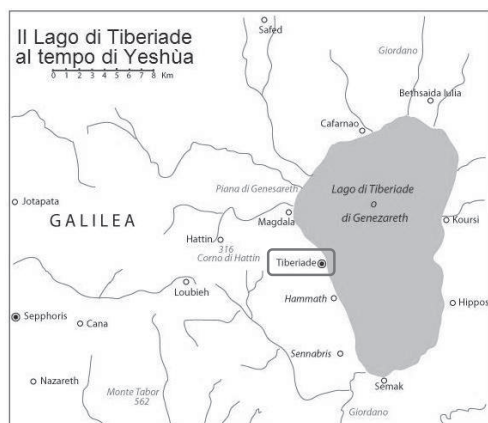 Il Lago di Tiberiade
al tempo di Yeshùa
0 1 2 3 4 5 6 7 8 Km
Safed
Giordano
Bethsaida Iulia
Cafarnao
Piana di Genesareth
Lago di Tiberiade
o
di Genezareth
Jotapata
GALILEA
Magdala
Koursi
Hattin
316
Corno di Hattin
Tiberiade
Loubieh
Hammath
Hippos
Sepphoris
Cana
Sennabris
Nazareth
Monte Tabor
562
Semak
Giordano